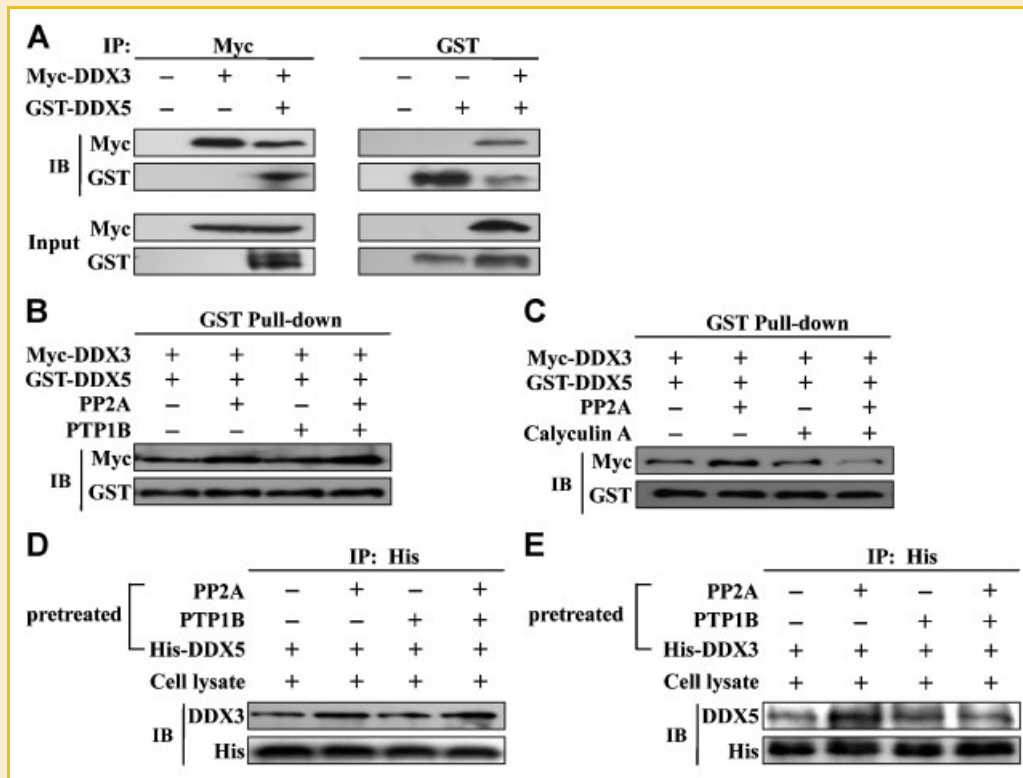 A
IP: Myc GST
Myc-DDX3 – + + – – +
GST-DDX5 – – + – + +
IB Myc
GST
Input Myc
GST
B
GST Pull-down
Myc-DDX3 + + + +
GST-DDX5 + + + +
PP2A – + – +
PTP1B – – + +
IB Myc
GST
C
GST Pull-down
Myc-DDX3 + + + +
GST-DDX5 + + + +
PP2A – + – +
Calyculin A – – + +
IB Myc
GST
D
IP: His
pretreated
PP2A – + – +
PTP1B – – + +
His-DDX5 + + + +
Cell lysate + + + +
IB DDX3
His
E
IP: His
pretreated
PP2A – + – +
PTP1B – – + +
His-DDX3 + + + +
Cell lysate + + + +
IB DDX5
His